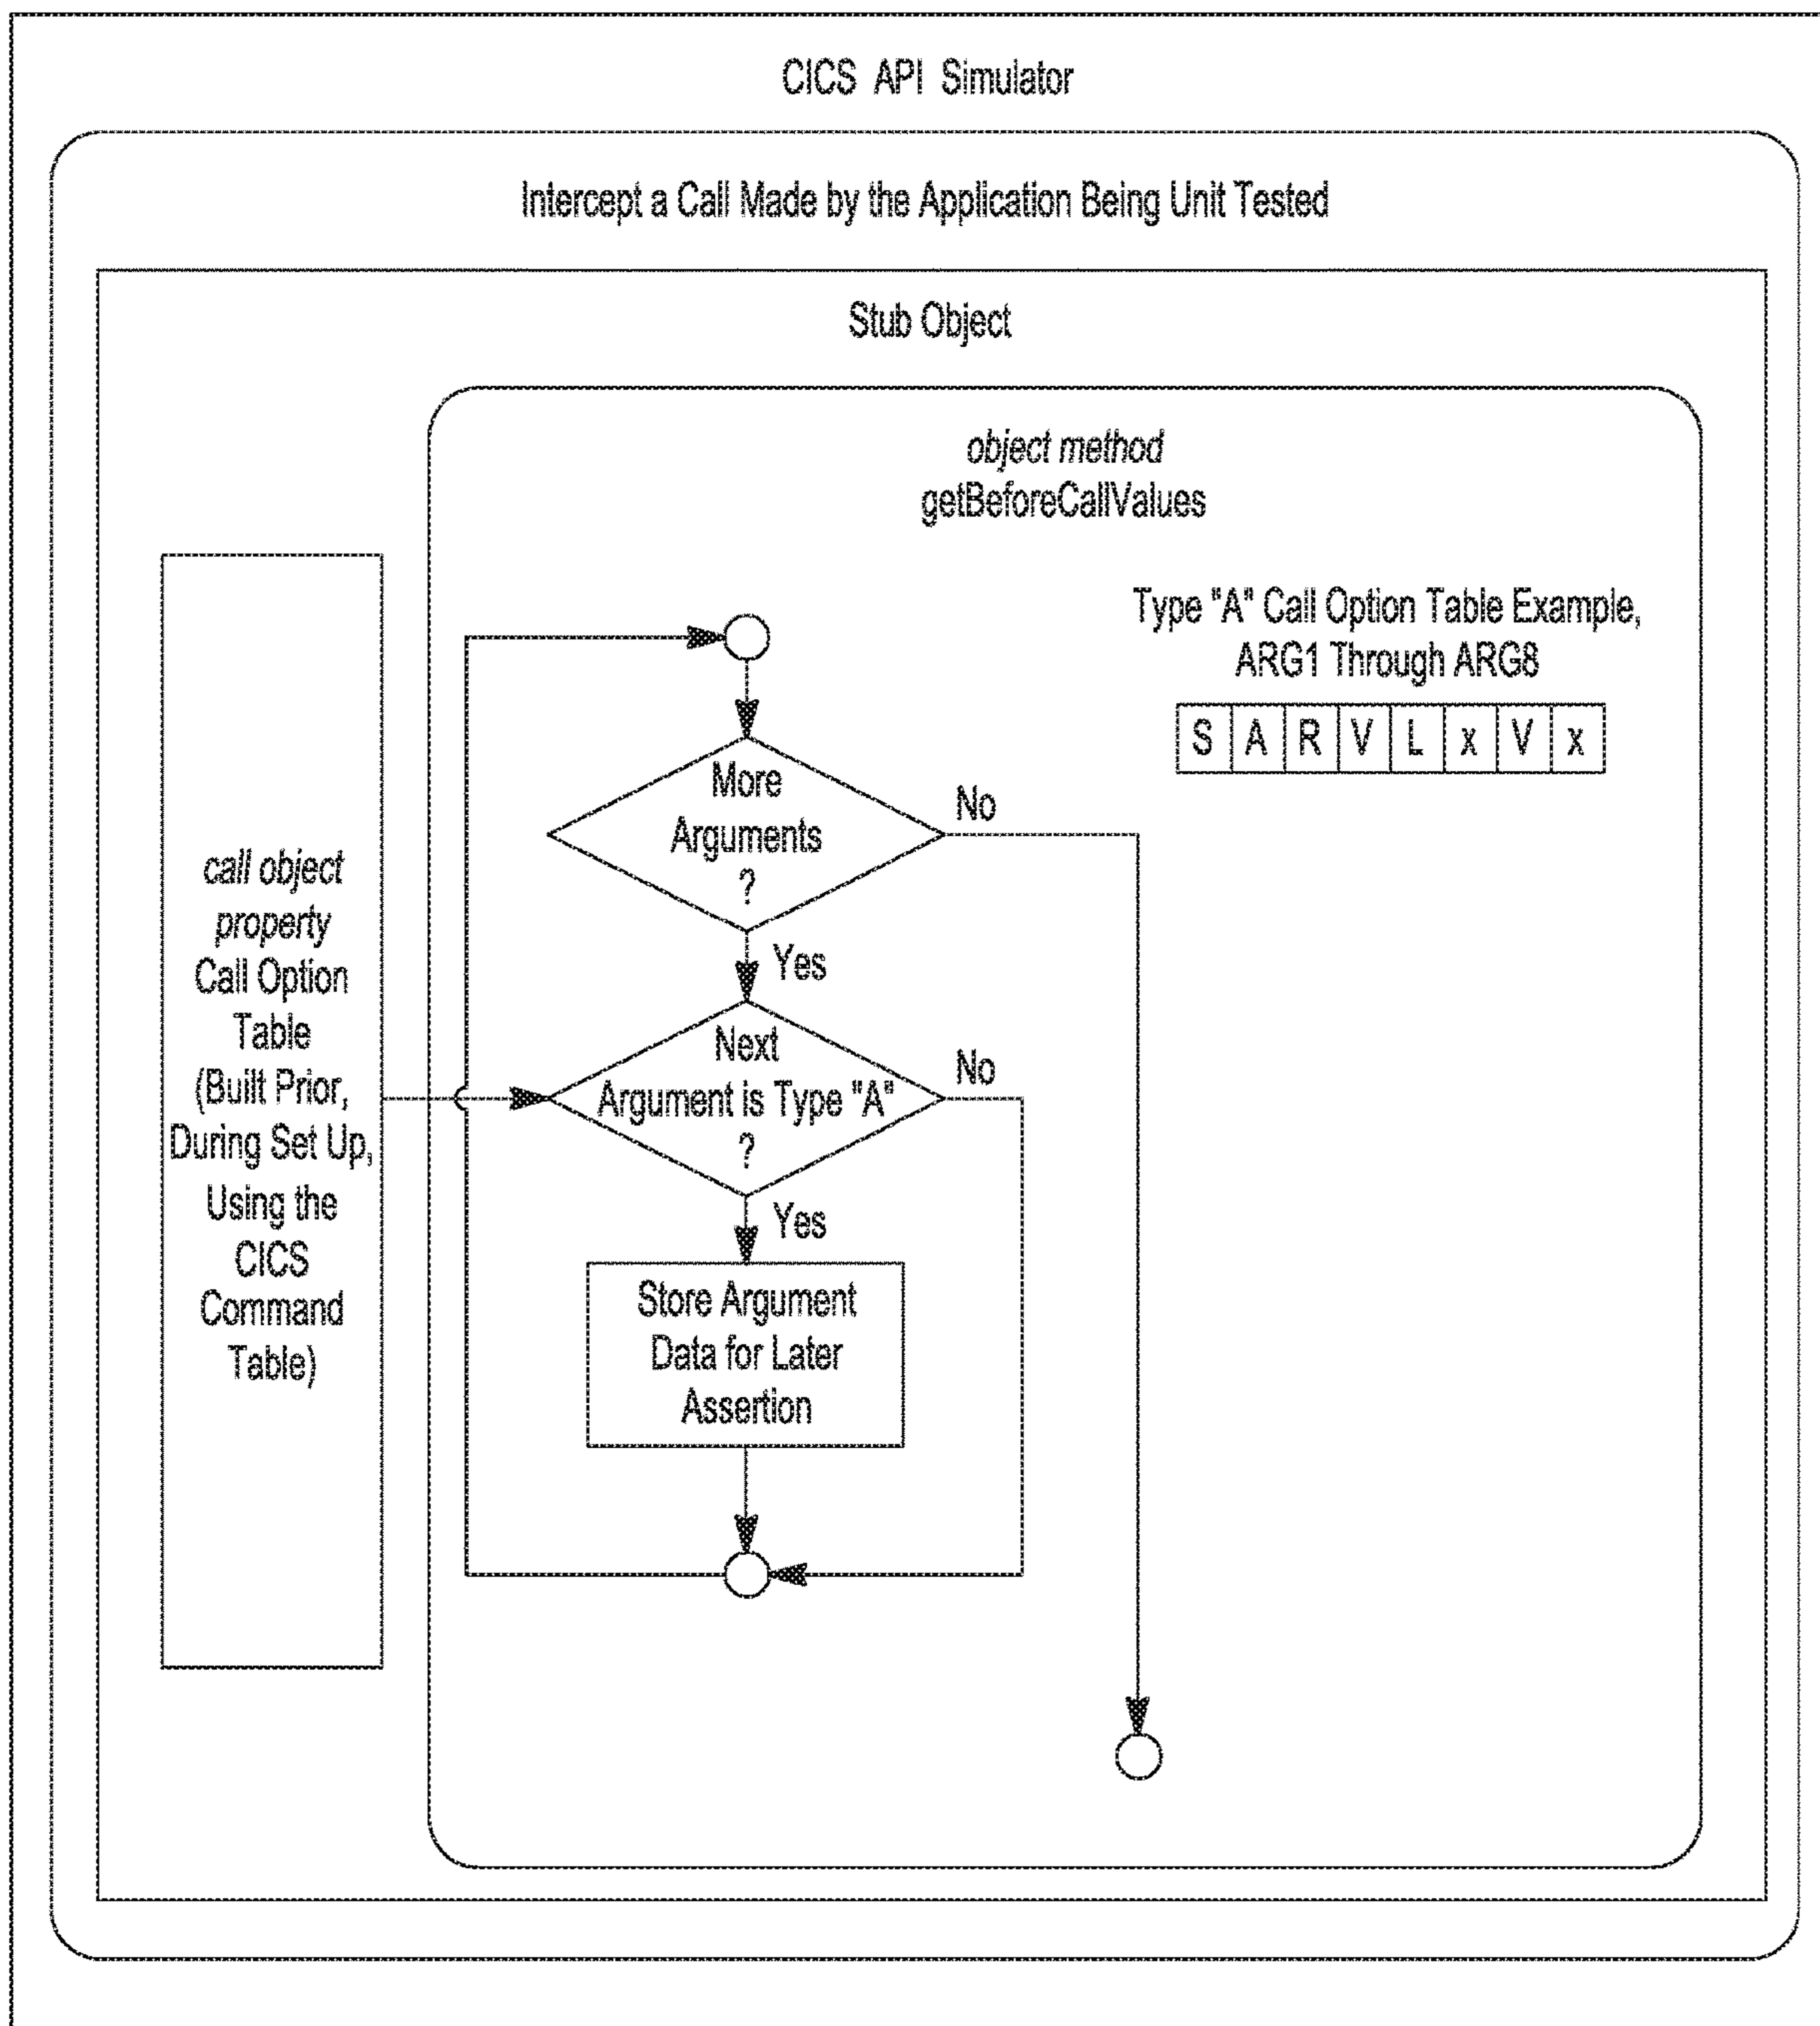 CICS API Simulator
Intercept a Call Made by the Application Being Unit Tested
Stub Object
object method
getBeforeCallValues
Type "A" Call Option Table Example,
ARG1 Through ARG8
S A R V L x V x
More
Arguments
?
No
Yes
call object
property
Call Option
Table
(Built Prior,
During Set Up,
Using the
CICS
Command
Table)
Next
Argument is Type "A"
?
No
Yes
Store Argument
Data for Later
Assertion